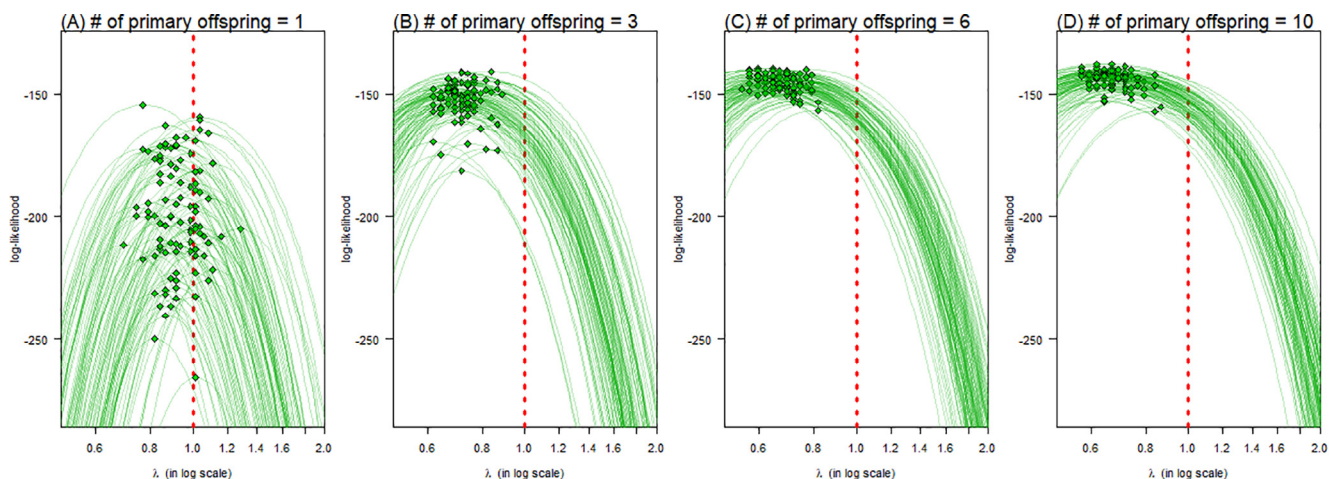 (A) # of primary offspring = 1
(B) # of primary offspring = 3
(C) # of primary offspring = 6
(D) # of primary offspring = 10
log-likelihood
-150
-200
-250
0.6 0.8 1.0 1.2 1.4 1.6 2.0
λ (in log scale)
log-likelihood
-150
-200
-250
0.6 0.8 1.0 1.2 1.4 1.6 2.0
λ (in log scale)
log-likelihood
-150
-200
-250
0.6 0.8 1.0 1.2 1.4 1.6 2.0
λ (in log scale)
log-likelihood
-150
-200
-250
0.6 0.8 1.0 1.2 1.4 1.6 2.0
λ (in log scale)